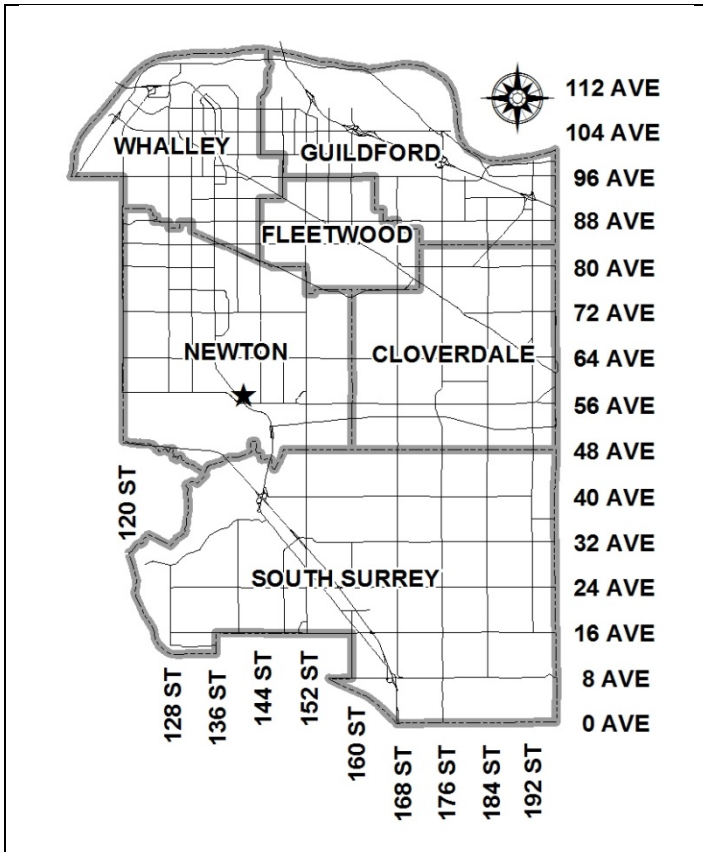 112 AVE
104 AVE
WHALLEY
GUILDFORD
96 AVE
88 AVE
FLEETWOOD
80 AVE
72 AVE
NEWTON
CLOVERDALE
64 AVE
56 AVE
48 AVE
120 ST
40 AVE
32 AVE
SOUTH SURREY
24 AVE
16 AVE
128 ST
136 ST
144 ST
152 ST
160 ST
8 AVE
0 AVE
168 ST
176 ST
184 ST
192 ST